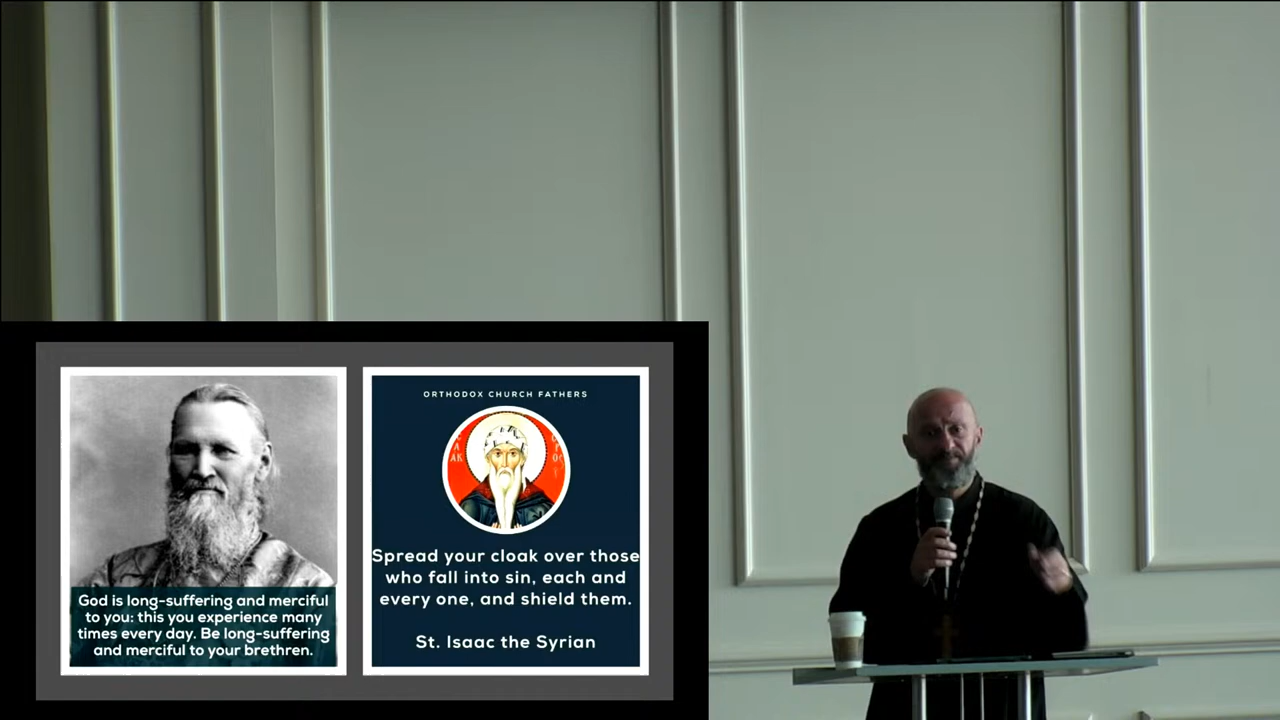 God is long-suffering and merciful
to you: this you experience many
times every day. Be long-suffering
and merciful to your brethren.
ORTHODOX CHURCH FATHERS
Spread your cloak over those
who fall into sin, each and
every one, and shield them.
St. Isaac the Syrian